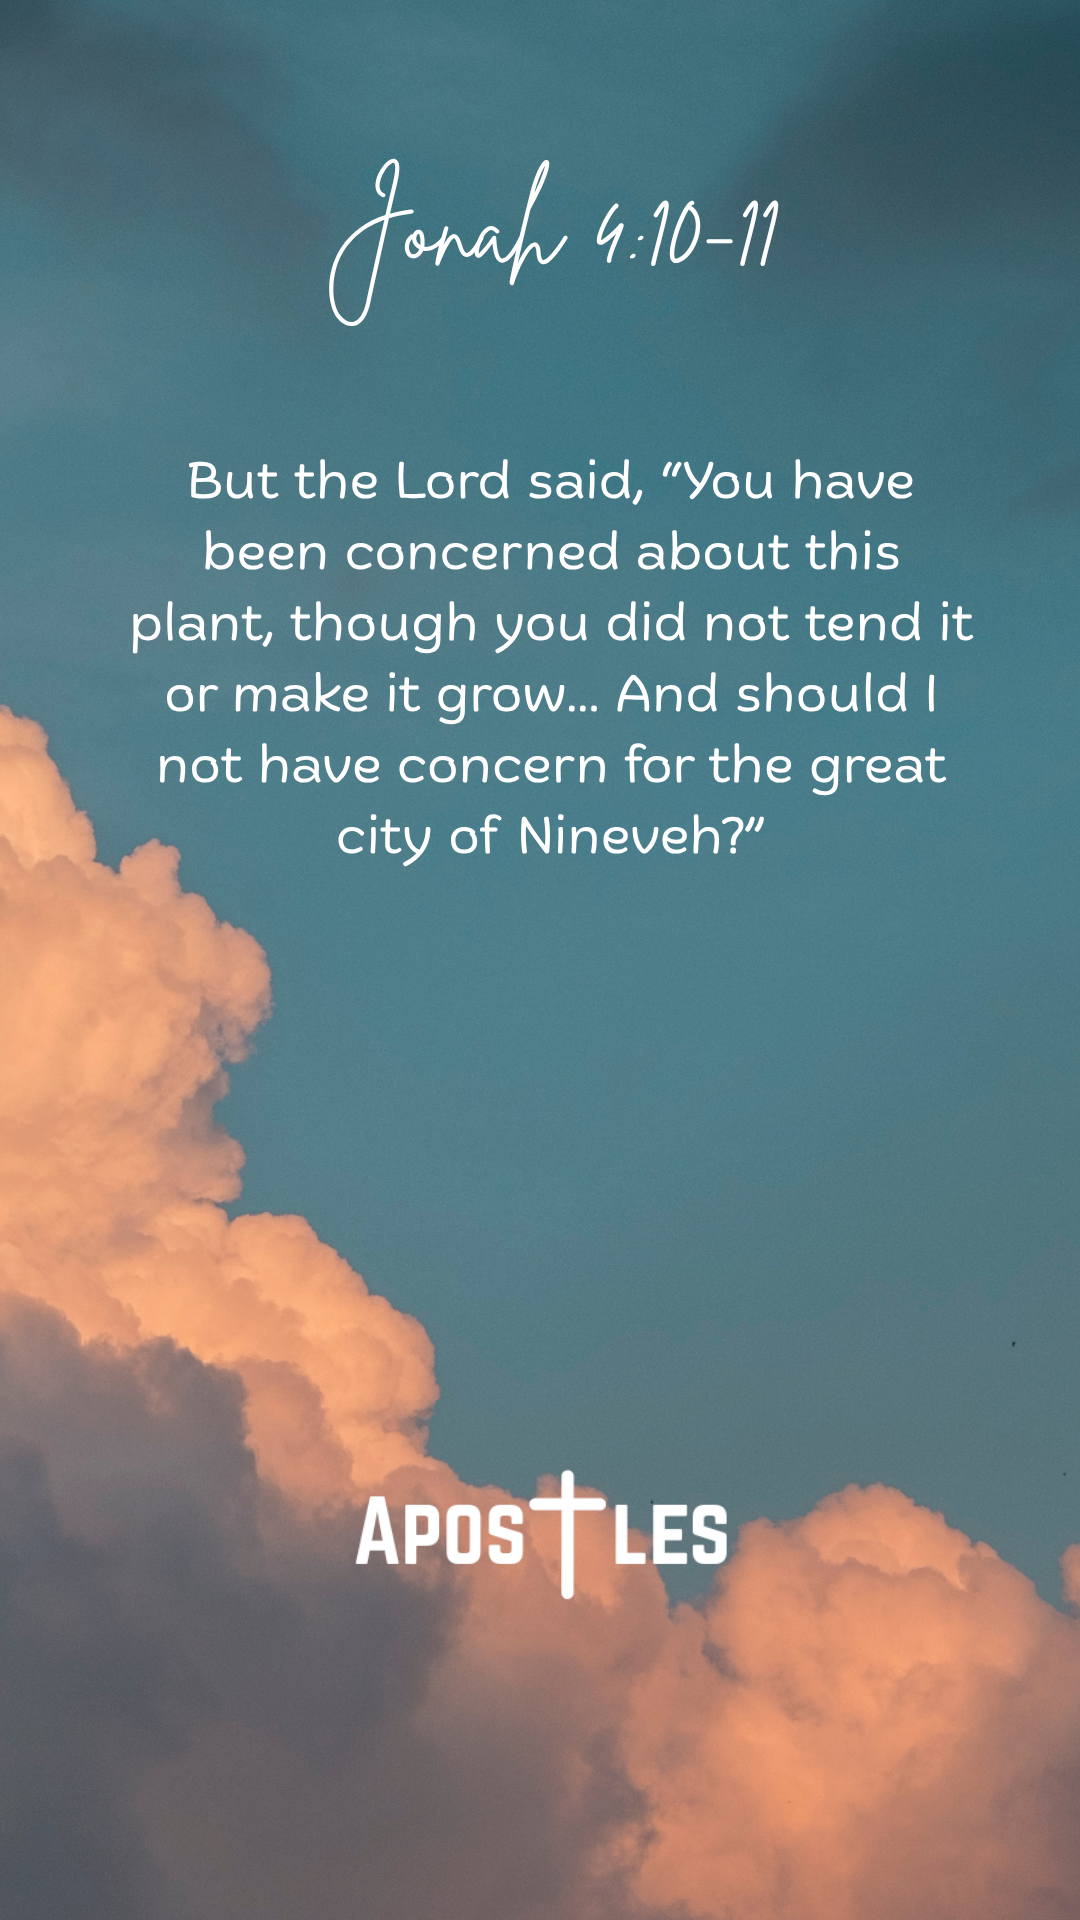 Jonah 4:10-11
But the Lord said, “You have
been concerned about this
plant, though you did not tend it
or make it grow... And should I
not have concern for the great
city of Nineveh?”
APOSTLES